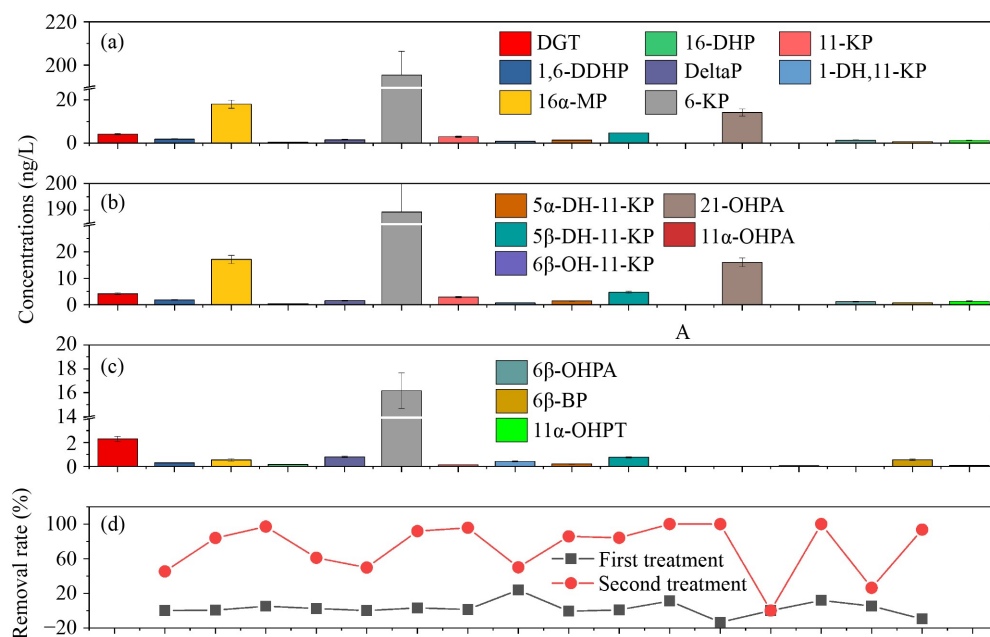 Concentrations (ng/L)
220
200
20
0
(a)
DGT
16-DHP
11-KP
1,6-DDHP
DeltaP
1-DH,11-KP
16α-MP
6-KP
200
190
20
10
0
(b)
5α-DH-11-KP
21-OHPA
5β-DH-11-KP
11α-OHPA
6β-OH-11-KP
A
20
18
16
14
2
0
(c)
6β-OHPA
6β-BP
11α-OHPT
Removal rate (%)
100
60
20
−20
(d)
First treatment
Second treatment